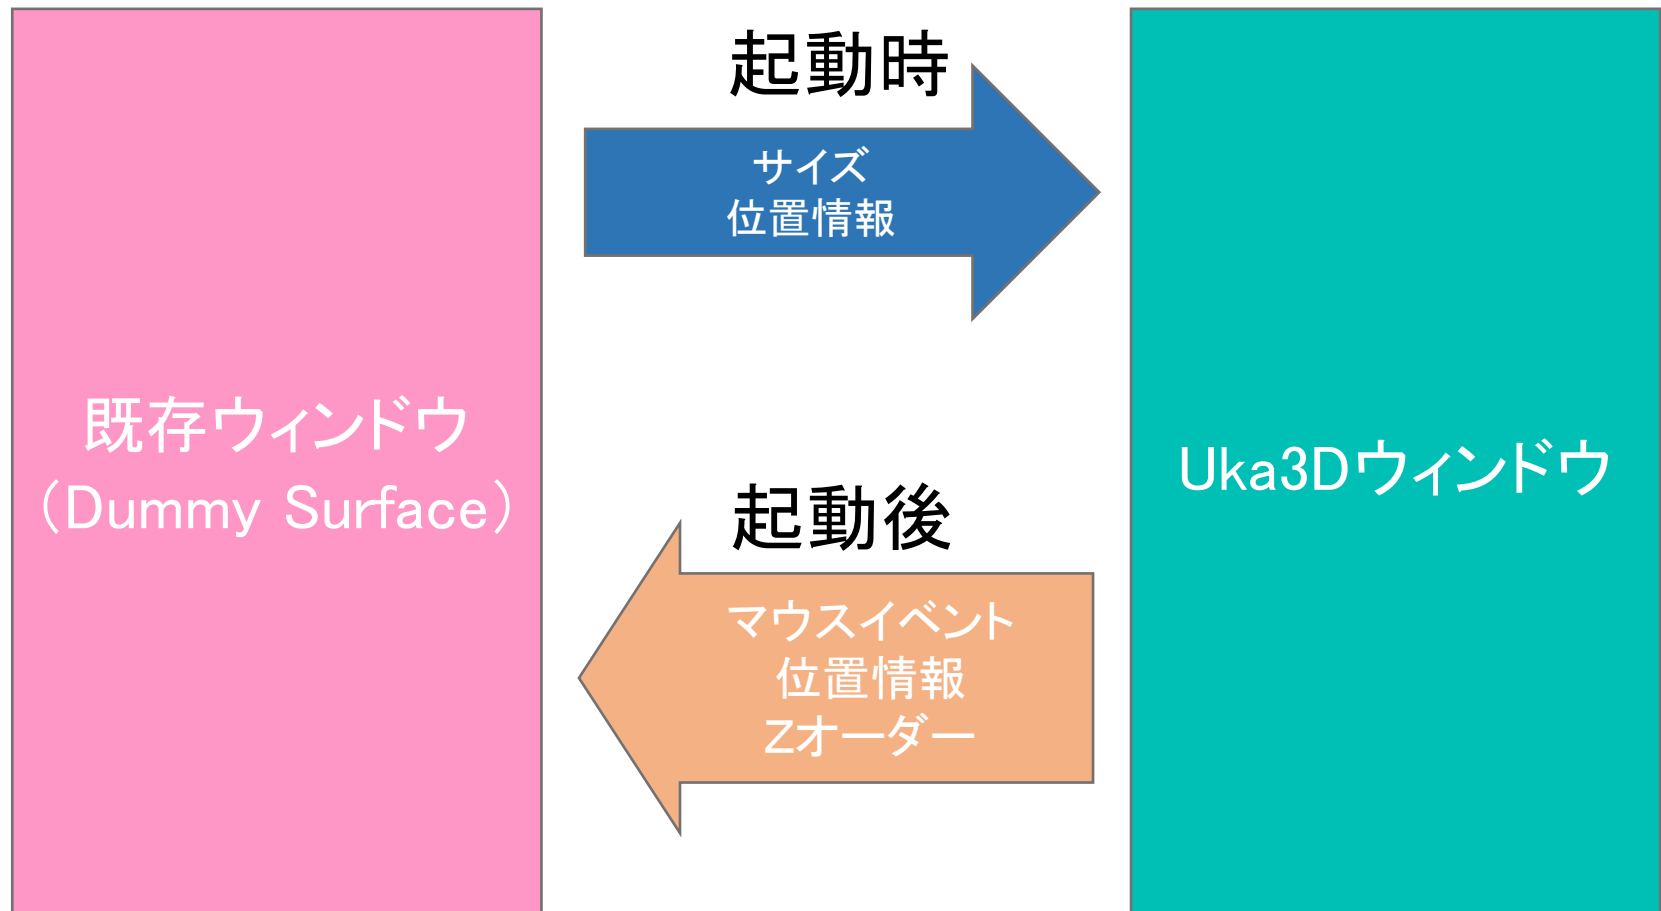 既存ウィンドウ
（Dummy Surface）
起動時
サイズ
位置情報
起動後
マウスイベント
位置情報
Zオーダー
Uka3Dウィンドウ